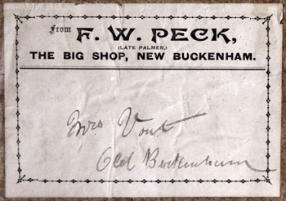 From F. W. PECK,
(LATE PALMER,)
THE BIG SHOP, NEW BUCKENHAM.
Mrs Vout
Old Buckenham